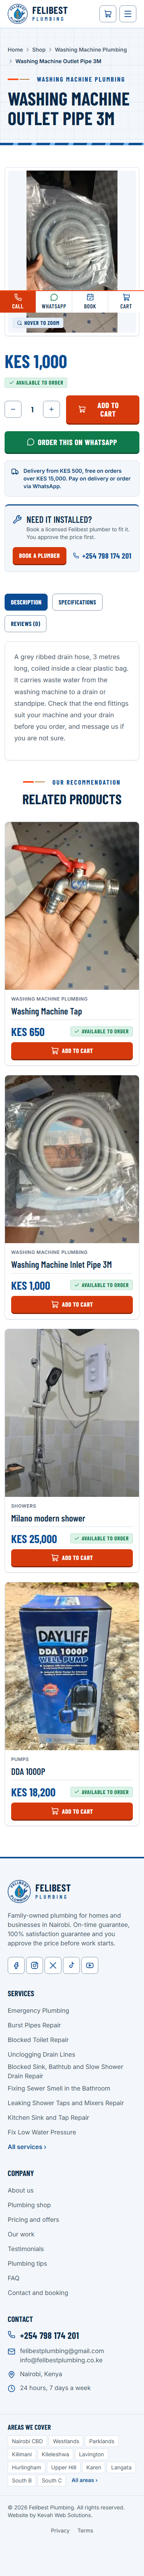 FELIBEST
PLUMBING
Home > Shop > Washing Machine Plumbing
> Washing Machine Outlet Pipe 3M
WASHING MACHINE PLUMBING
WASHING MACHINE
OUTLET PIPE 3M
CALL
WHATSAPP
BOOK
CART
HOVER TO ZOOM
KES 1,000
AVAILABLE TO ORDER
− 1 +
ADD TO
CART
ORDER THIS ON WHATSAPP
Delivery from KES 500, free on orders
over KES 15,000. Pay on delivery or order
via WhatsApp.
NEED IT INSTALLED?
Book a licensed Felibest plumber to fit it.
You approve the price first.
BOOK A PLUMBER
+254 798 174 201
DESCRIPTION
SPECIFICATIONS
REVIEWS (0)
A grey ribbed drain hose, 3 metres
long, coiled inside a clear plastic bag.
It carries waste water from the
washing machine to a drain or
standpipe. Check that the end fittings
suit your machine and your drain
before you order, and message us if
you are not sure.
OUR RECOMMENDATION
RELATED PRODUCTS
WASHING MACHINE PLUMBING
Washing Machine Tap
KES 650
AVAILABLE TO ORDER
ADD TO CART
WASHING MACHINE PLUMBING
Washing Machine Inlet Pipe 3M
KES 1,000
AVAILABLE TO ORDER
ADD TO CART
SHOWERS
Milano modern shower
KES 25,000
AVAILABLE TO ORDER
ADD TO CART
DAYLIFF
DDA 1000P
WELL PUMP
PUMPS
DDA 1000P
KES 18,200
AVAILABLE TO ORDER
ADD TO CART
FELIBEST
PLUMBING
Family-owned plumbing for homes and
businesses in Nairobi. On-time guarantee,
100% satisfaction guarantee and you
approve the price before work starts.
SERVICES
Emergency Plumbing
Burst Pipes Repair
Blocked Toilet Repair
Unclogging Drain Lines
Blocked Sink, Bathtub and Slow Shower
Drain Repair
Fixing Sewer Smell in the Bathroom
Leaking Shower Taps and Mixers Repair
Kitchen Sink and Tap Repair
Fix Low Water Pressure
All services ›
COMPANY
About us
Plumbing shop
Pricing and offers
Our work
Testimonials
Plumbing tips
FAQ
Contact and booking
CONTACT
+254 798 174 201
felibestplumbing@gmail.com
info@felibestplumbing.co.ke
Nairobi, Kenya
24 hours, 7 days a week
AREAS WE COVER
Nairobi CBD
Westlands
Parklands
Kilimani
Kileleshwa
Lavington
Hurlingham
Upper Hill
Karen
Langata
South B
South C
All areas ›
© 2026 Felibest Plumbing. All rights reserved.
Website by Kevah Web Solutions.
Privacy
Terms